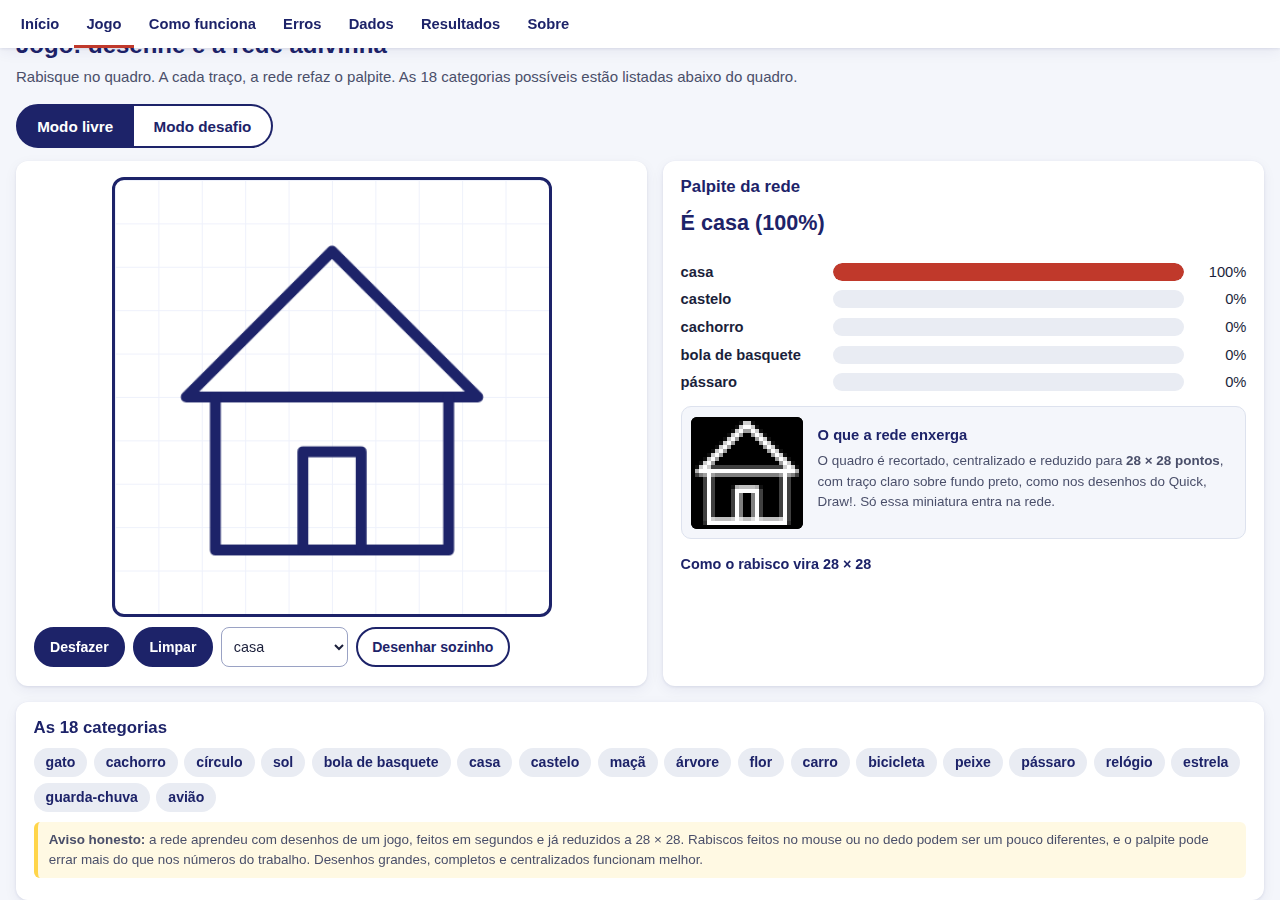 Início Jogo Como funciona Erros Dados Resultados Sobre
Jogo: desenhe e a rede adivinha
Rabisque no quadro. A cada traço, a rede refaz o palpite. As 18 categorias possíveis estão listadas abaixo do quadro.
Modo livre Modo desafio
Desfazer Limpar casa Desenhar sozinho
Palpite da rede
É casa (100%)
casa 100%
castelo 0%
cachorro 0%
bola de basquete 0%
pássaro 0%
O que a rede enxerga
O quadro é recortado, centralizado e reduzido para 28 × 28 pontos,
com traço claro sobre fundo preto, como nos desenhos do Quick,
Draw!. Só essa miniatura entra na rede.
Como o rabisco vira 28 × 28
As 18 categorias
gato cachorro círculo sol bola de basquete casa castelo maçã árvore flor carro bicicleta peixe pássaro relógio estrela
guarda-chuva avião
Aviso honesto: a rede aprendeu com desenhos de um jogo, feitos em segundos e já reduzidos a 28 × 28. Rabiscos feitos no mouse ou no dedo podem ser um pouco diferentes, e o palpite pode
errar mais do que nos números do trabalho. Desenhos grandes, completos e centralizados funcionam melhor.